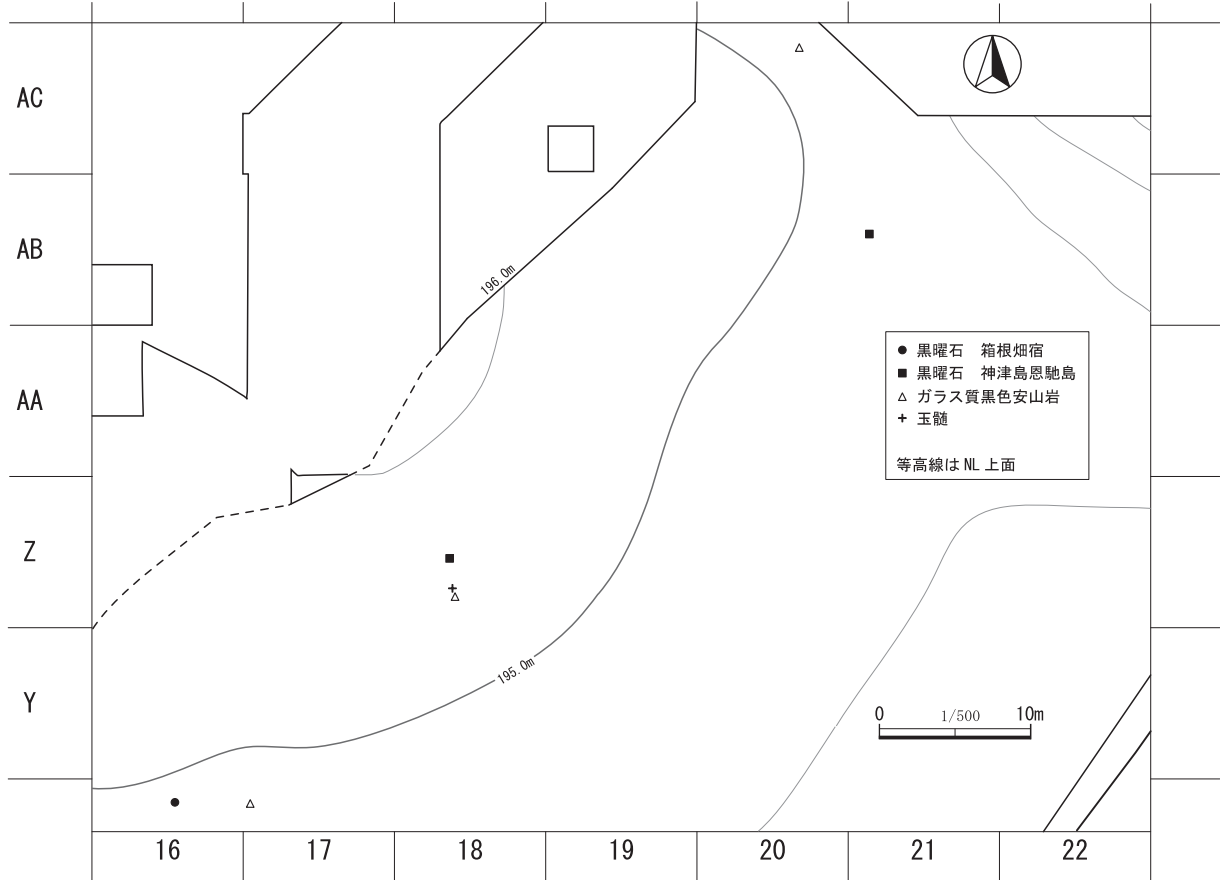 AC
AB
196.0m
● 黒曜石　箱根畑宿
■ 黒曜石　神津島恩馳島
△ ガラス質黒色安山岩
+ 玉髄
等高線は NL 上面
AA
Z
195.0m
Y
0 1/500 10m
16 17 18 19 20 21 22